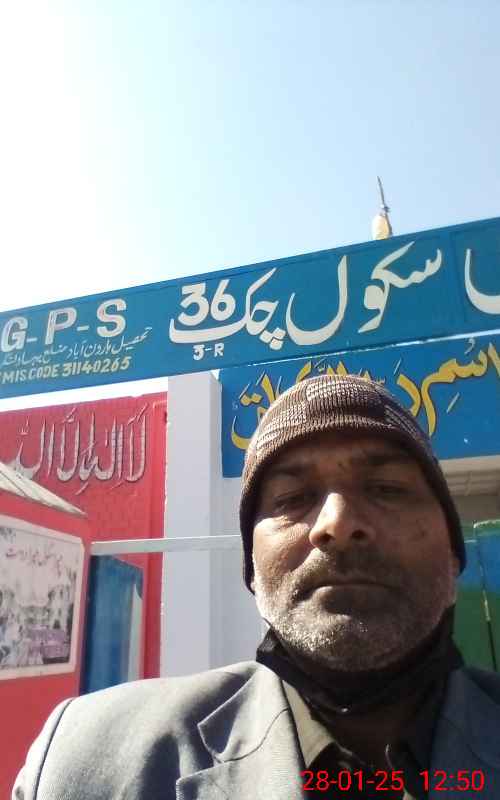 سکول چک 36
3-R
G-P-S
تحصیل ہارون آباد ضلع بہاولنگر
MIS.CODE 31140265
لا الہ الا اللہ
28-01-25 12:50